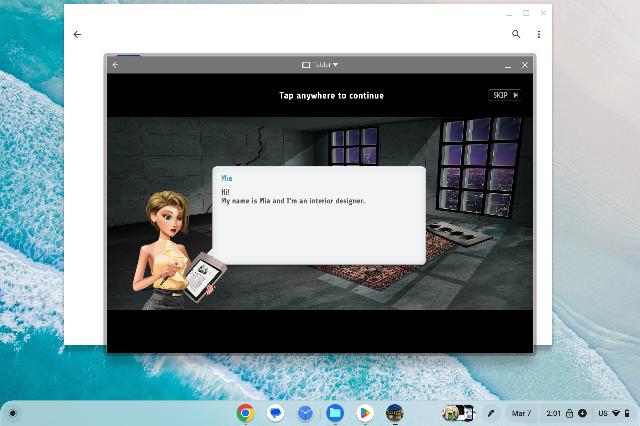 Tablet
Tap anywhere to continue
SKIP
Mia
Hi!
My name is Mia and I'm an interior designer.
Mar 7
2:01
US